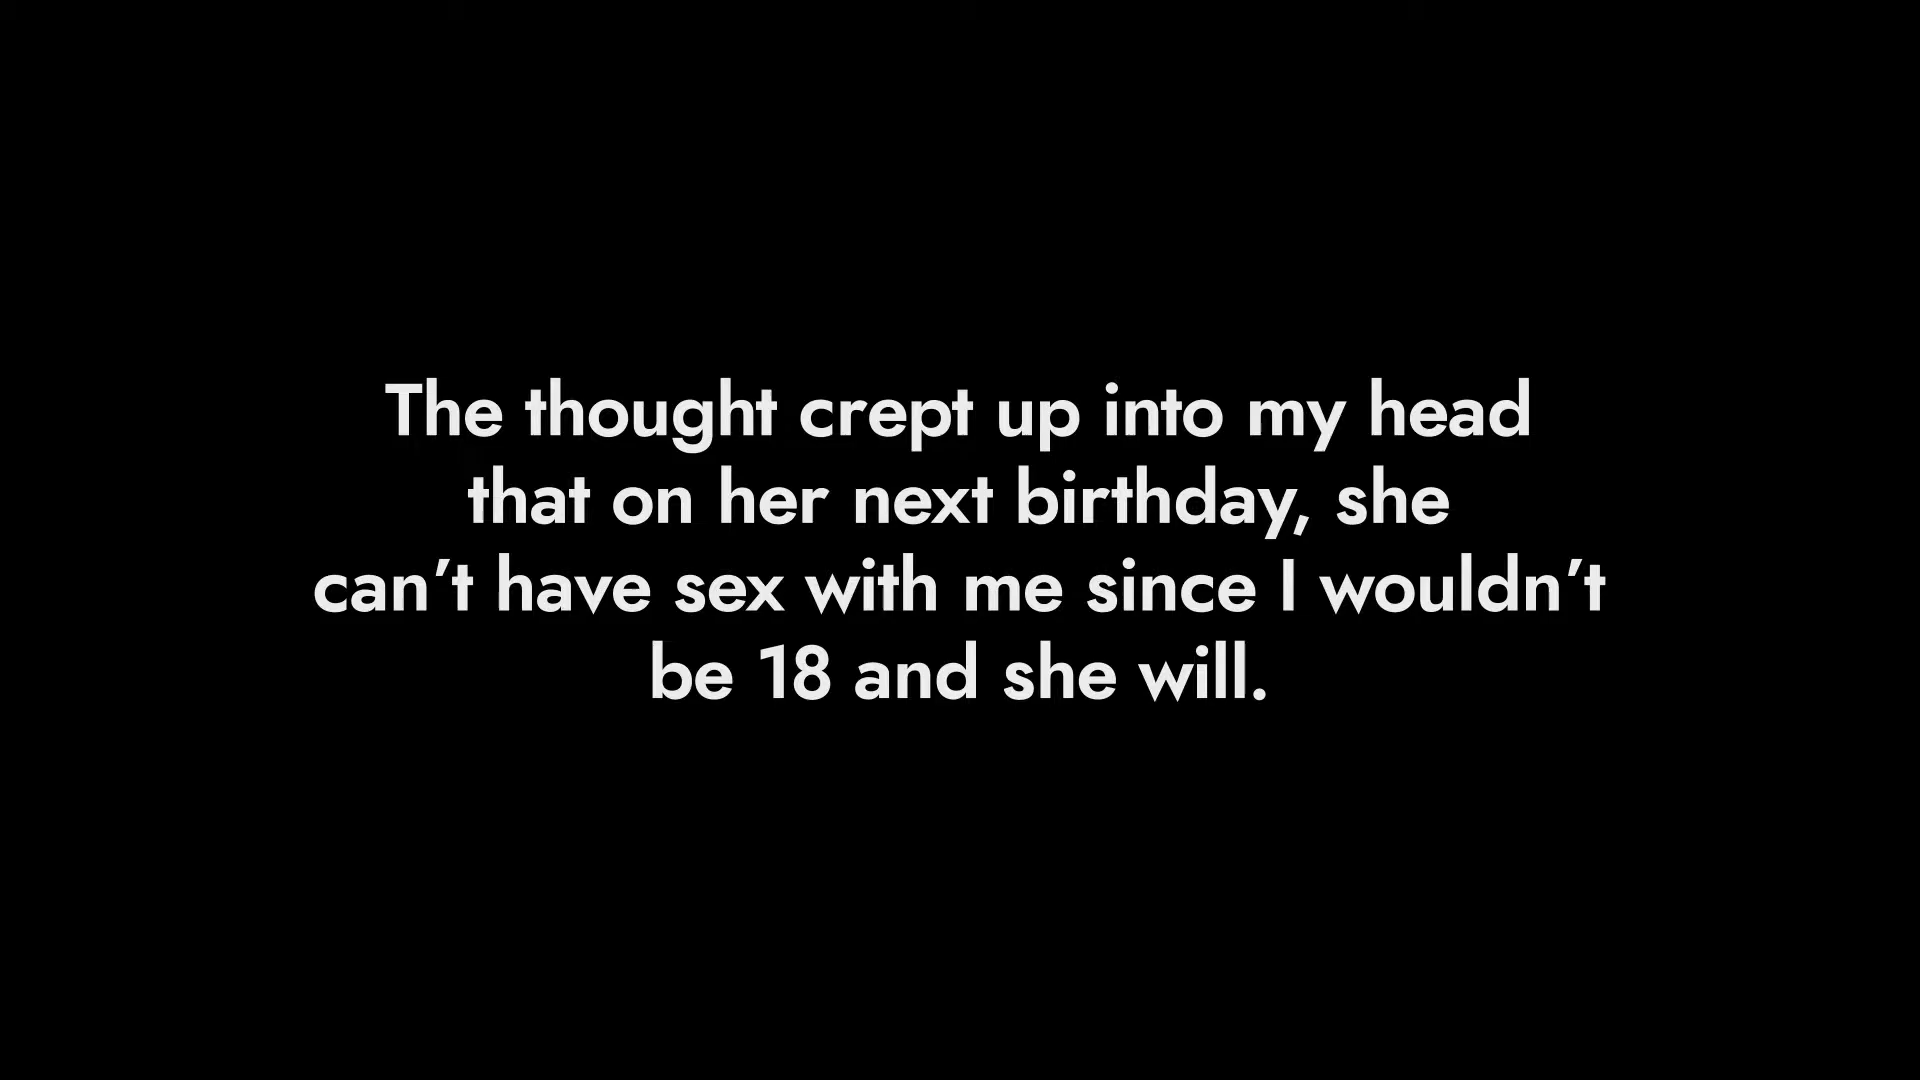 The thought crept up into my head
that on her next birthday, she
can't have sex with me since I wouldn't
be 18 and she will.